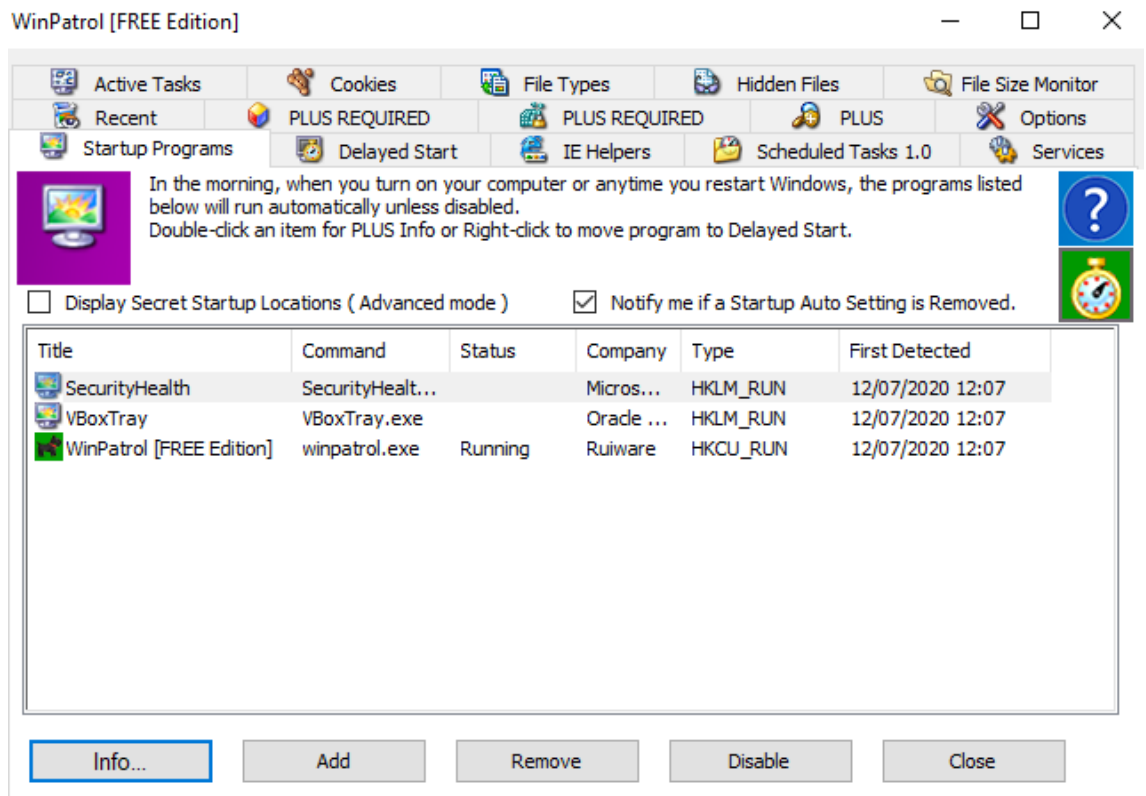 WinPatrol [FREE Edition]
Active Tasks Cookies File Types Hidden Files File Size Monitor
Recent PLUS REQUIRED PLUS REQUIRED PLUS Options
Startup Programs Delayed Start IE Helpers Scheduled Tasks 1.0 Services
In the morning, when you turn on your computer or anytime you restart Windows, the programs listed
below will run automatically unless disabled.
Double-click an item for PLUS Info or Right-click to move program to Delayed Start.
?
Display Secret Startup Locations ( Advanced mode ) Notify me if a Startup Auto Setting is Removed.
Title Command Status Company Type First Detected
SecurityHealth SecurityHealt... Micros... HKLM_RUN 12/07/2020 12:07
VBoxTray VBoxTray.exe Oracle ... HKLM_RUN 12/07/2020 12:07
WinPatrol [FREE Edition] winpatrol.exe Running Ruiware HKCU_RUN 12/07/2020 12:07
Info... Add Remove Disable Close